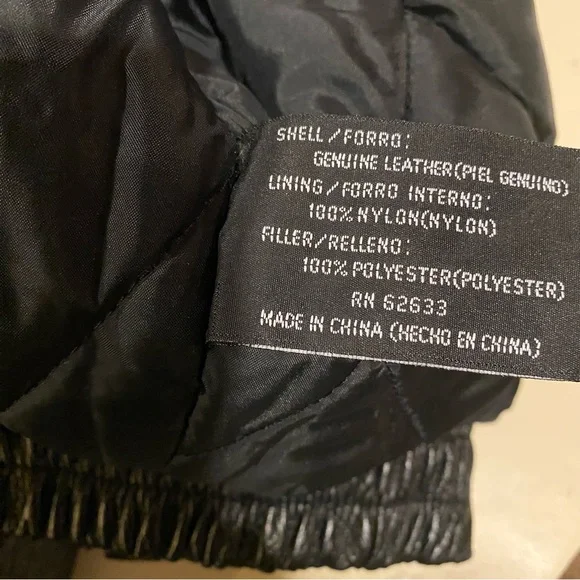 SHELL/FORRO:
GENUINE LEATHER(PIEL GENUINO)
LINING/FORRO INTERNO:
100% NYLON(NYLON)
FILLER/RELLENO:
100% POLYESTER(POLYESTER)
RN 62633
MADE IN CHINA (HECHO EN CHINA)